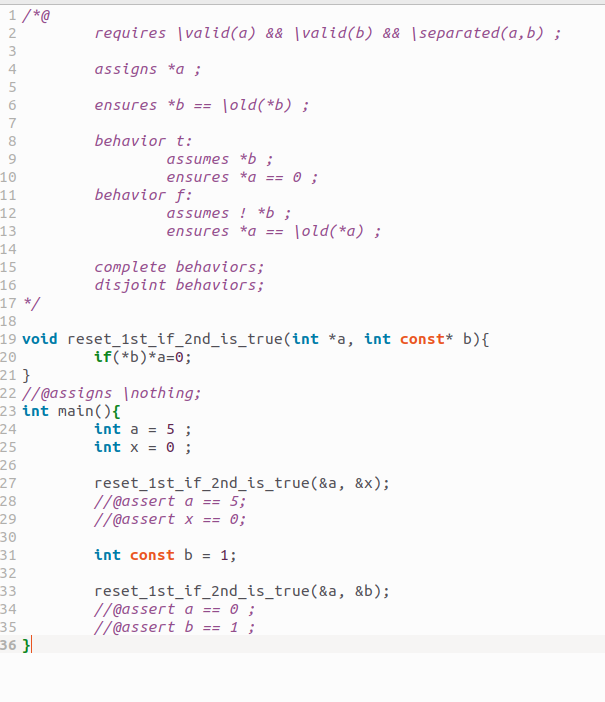 1 /*@
2 requires \valid(a) && \valid(b) && \separated(a,b) ;
3
4 assigns *a ;
5
6 ensures *b == \old(*b) ;
7
8 behavior t:
9 assumes *b ;
10 ensures *a == 0 ;
11 behavior f:
12 assumes ! *b ;
13 ensures *a == \old(*a) ;
14
15 complete behaviors;
16 disjoint behaviors;
17 */
18
19 void reset_1st_if_2nd_is_true(int *a, int const* b){
20 if(*b)*a=0;
21 }
22 //@assigns \nothing;
23 int main(){
24 int a = 5 ;
25 int x = 0 ;
26
27 reset_1st_if_2nd_is_true(&a, &x);
28 //@assert a == 5;
29 //@assert x == 0;
30
31 int const b = 1;
32
33 reset_1st_if_2nd_is_true(&a, &b);
34 //@assert a == 0 ;
35 //@assert b == 1 ;
36 }